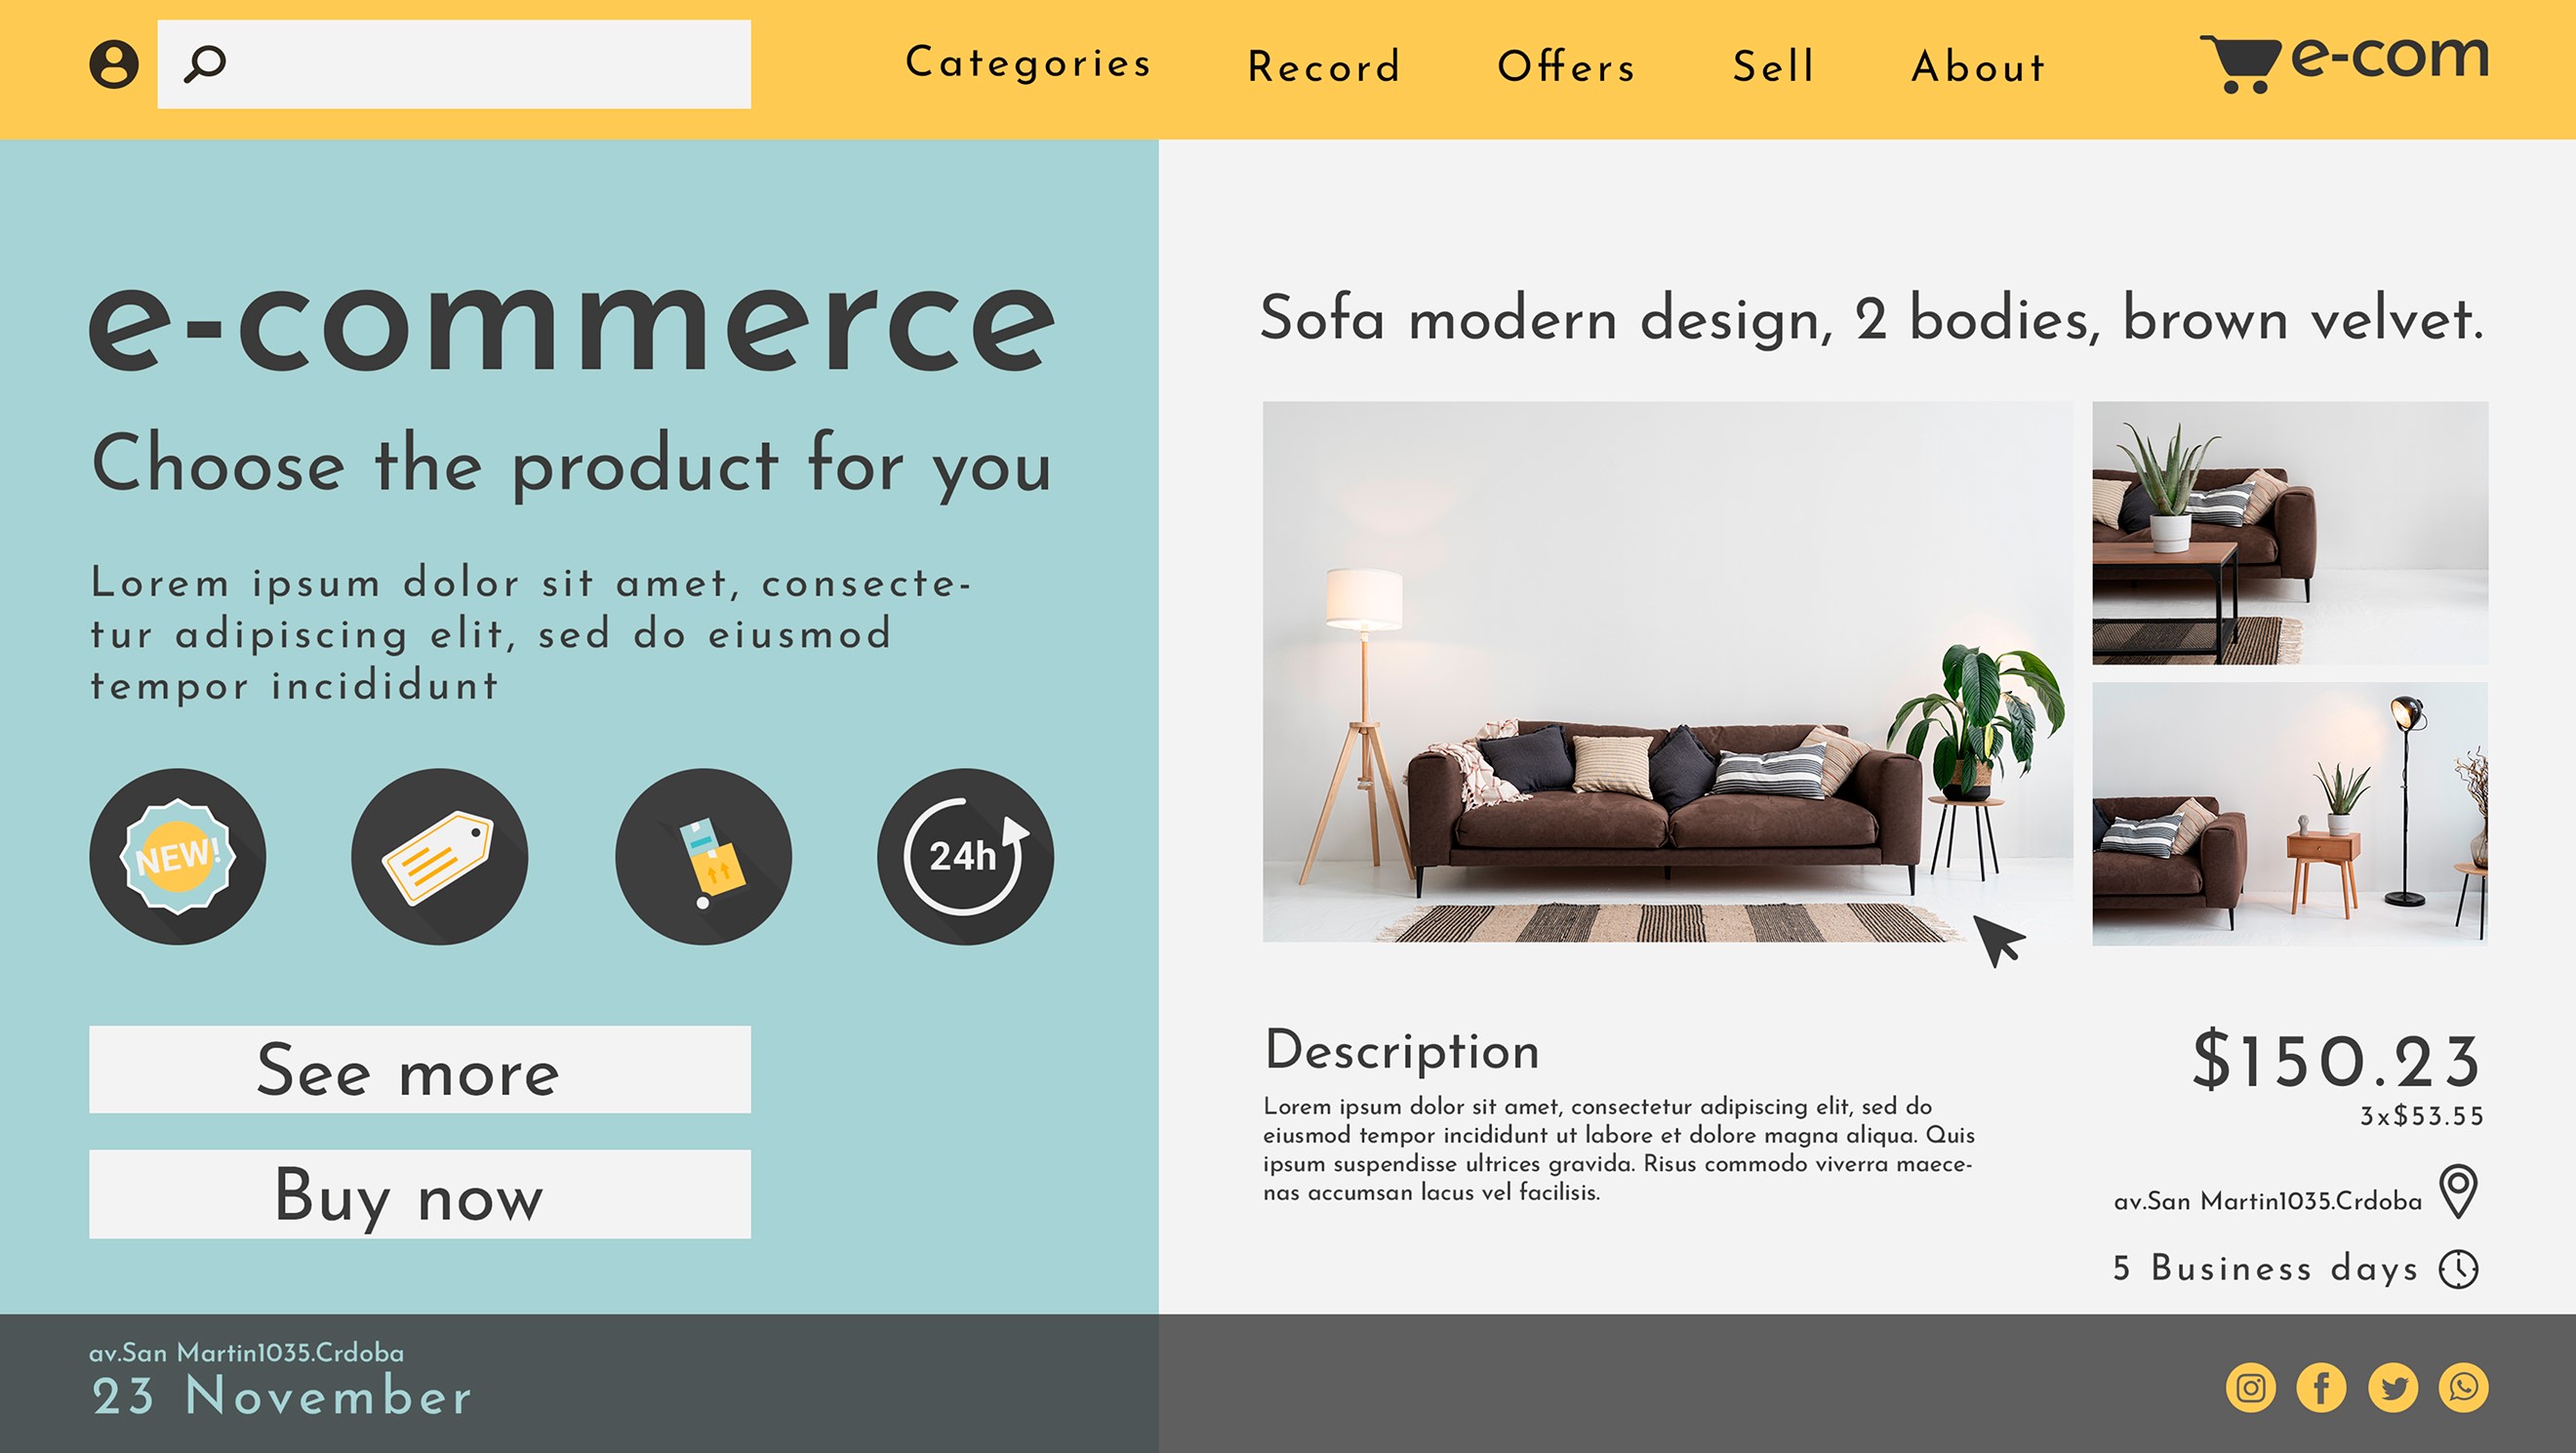 Categories Record Offers Sell About e-com
e-commerce
Choose the product for you
Lorem ipsum dolor sit amet, consecte-
tur adipiscing elit, sed do eiusmod
tempor incididunt
NEW!
24h
See more
Buy now
Sofa modern design, 2 bodies, brown velvet.
Description
Lorem ipsum dolor sit amet, consectetur adipiscing elit, sed do
eiusmod tempor incididunt ut labore et dolore magna aliqua. Quis
ipsum suspendisse ultrices gravida. Risus commodo viverra maece-
nas accumsan lacus vel facilisis.
$150.23
3x$53.55
av.San Martin1035.Crdoba
5 Business days
av.San Martin1035.Crdoba
23 November